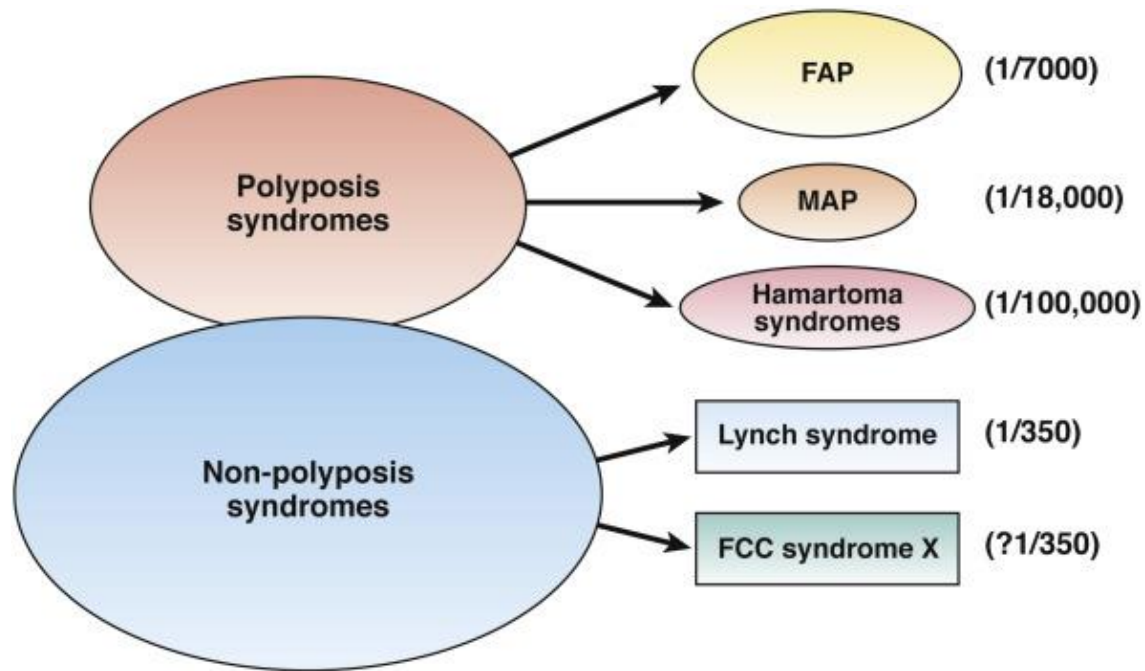 Polyposis
syndromes
FAP
(1/7000)
MAP
(1/18,000)
Hamartoma
syndromes
(1/100,000)
Non-polyposis
syndromes
Lynch syndrome
(1/350)
FCC syndrome X
(?1/350)